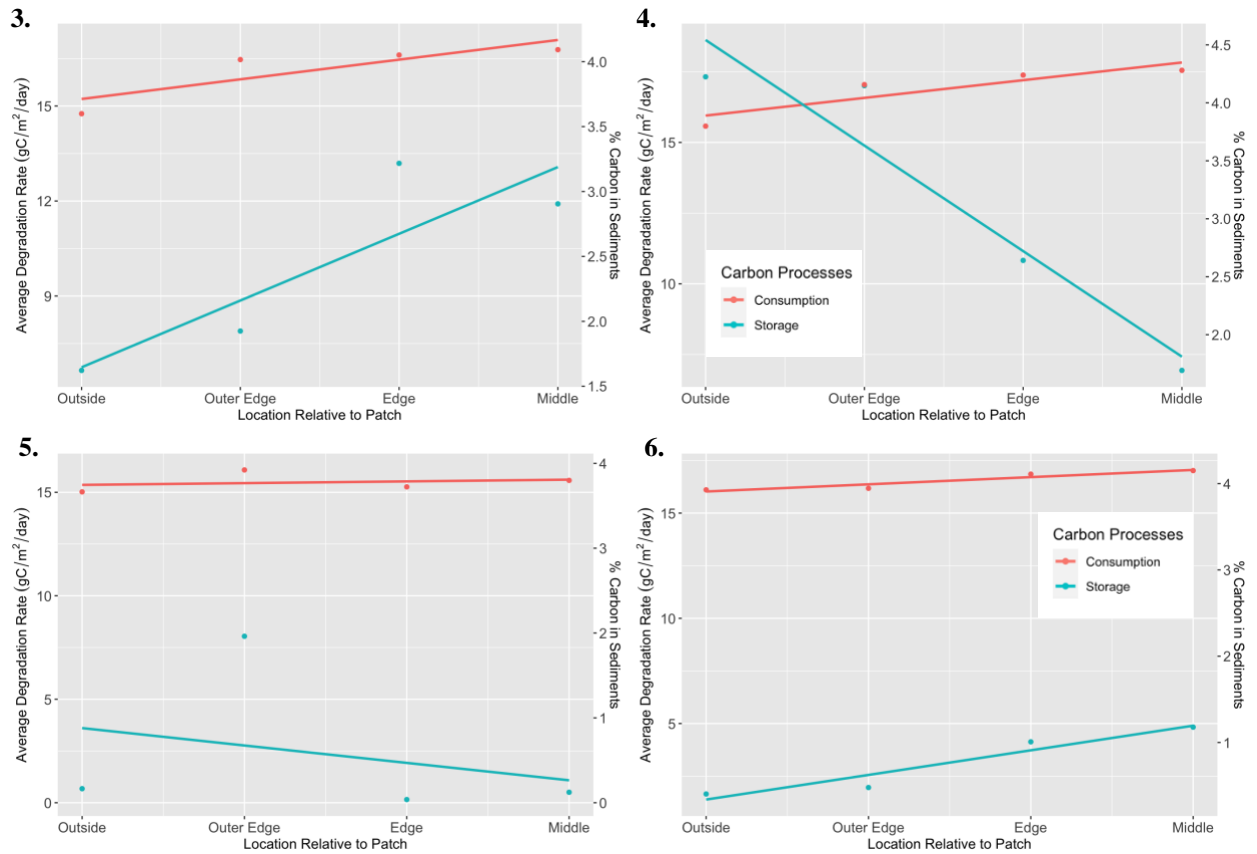 3.
Average Degradation Rate (gC/m²/day)
15
12
9
4.0
3.5
3.0
2.5
2.0
1.5
% Carbon in Sediments
Outside Outer Edge Edge Middle
Location Relative to Patch
4.
Average Degradation Rate (gC/m²/day)
15
10
4.5
4.0
3.5
3.0
2.5
2.0
% Carbon in Sediments
Carbon Processes
Consumption
Storage
Outside Outer Edge Edge Middle
Location Relative to Patch
5.
Average Degradation Rate (gC/m²/day)
15
10
5
0
4
3
2
1
0
% Carbon in Sediments
Outside Outer Edge Edge Middle
Location Relative to Patch
6.
Average Degradation Rate (gC/m²/day)
15
10
5
4
3
2
1
% Carbon in Sediments
Carbon Processes
Consumption
Storage
Outside Outer Edge Edge Middle
Location Relative to Patch